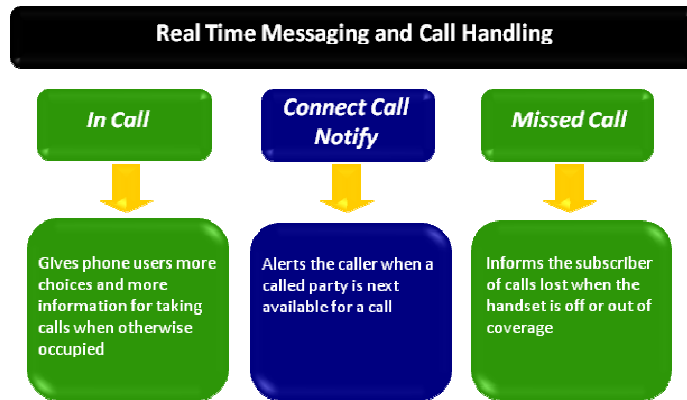 Real Time Messaging and Call Handling
In Call
Connect Call
Notify
Missed Call
Gives phone users more
choices and more
information for taking
calls when otherwise
occupied
Alerts the caller when a
called party is next
available for a call
Informs the subscriber
of calls lost when the
handset is off or out of
coverage